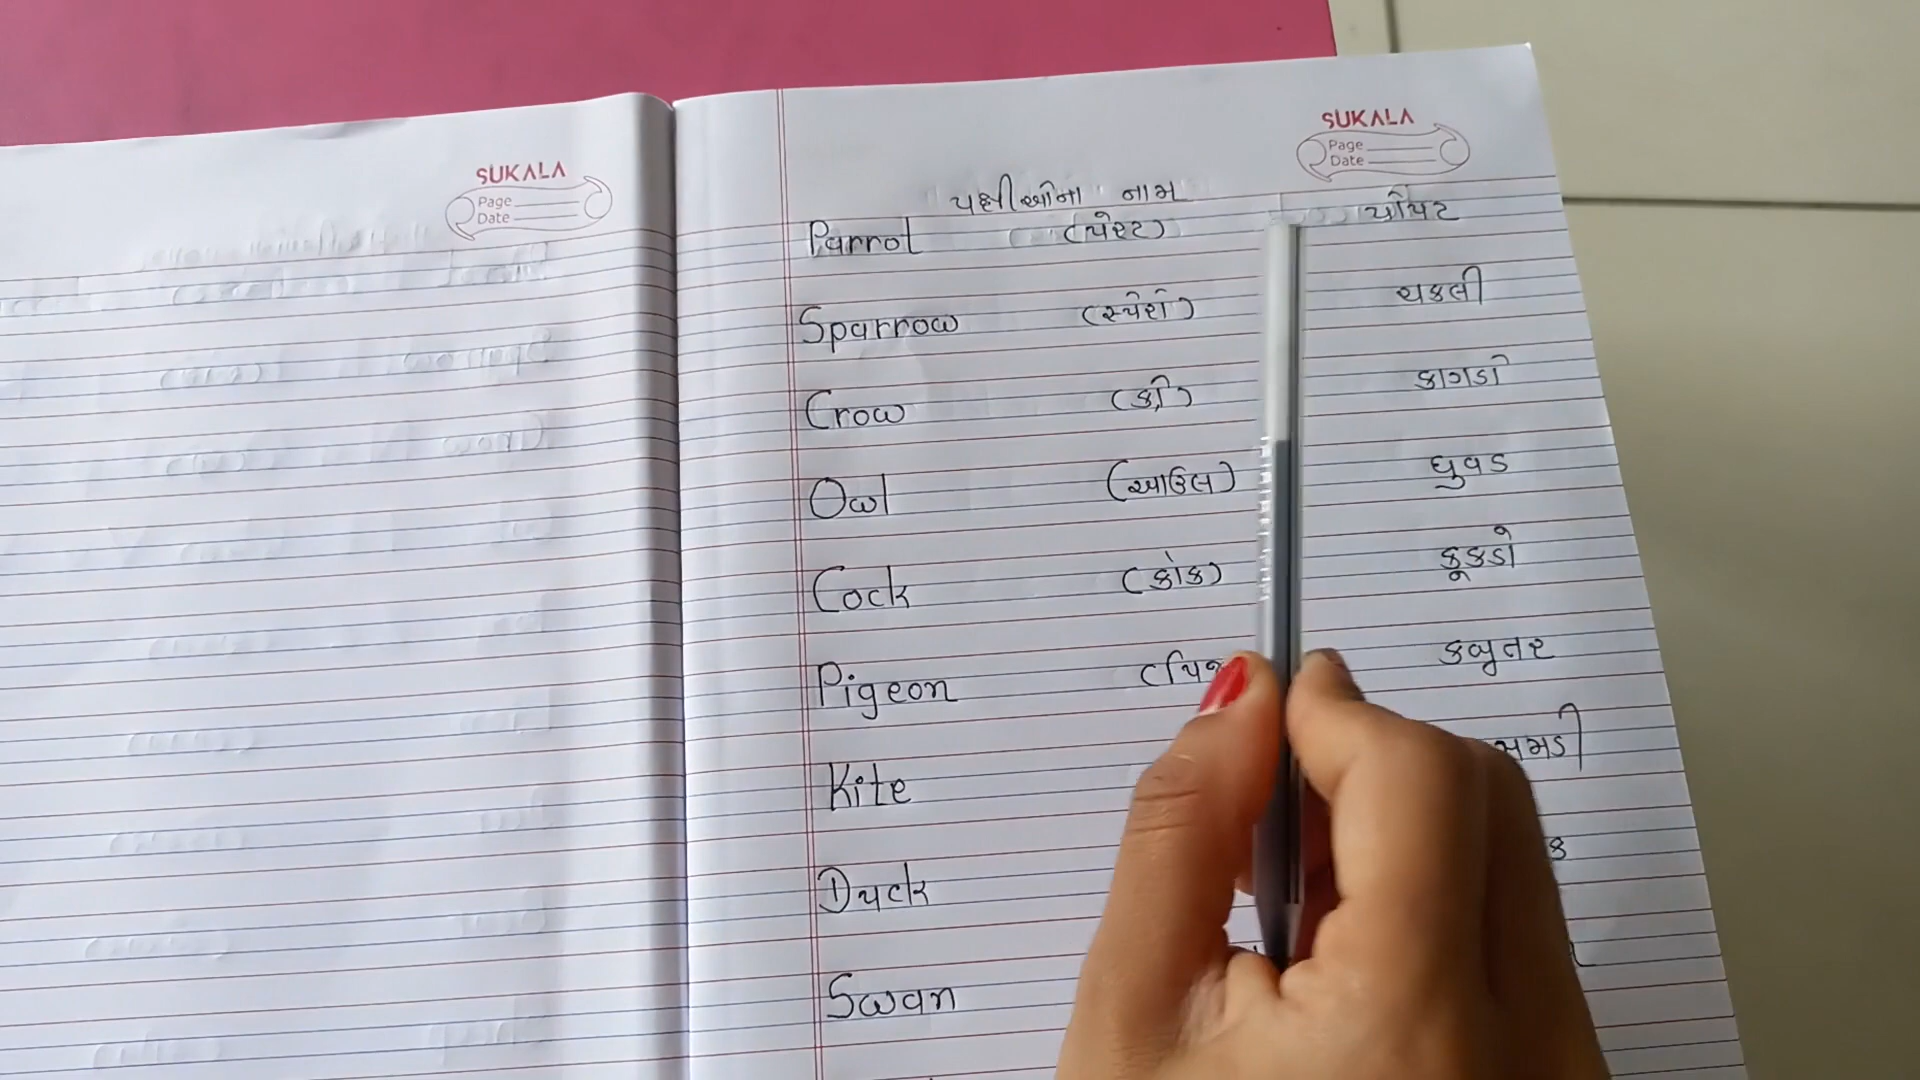 SUKALA
Page
Date
SUKALA
Page
Date
પક્ષીઓના નામ
Parrot (પેરટ) પોપટ
Sparrow (સ્પેરો) ચકલી
Crow (ક્રો) કાગડો
Owl (આઉલ) ઘુવડ
Cock (કોક) કૂકડો
Pigeon કબુતર
Kite
Duck
Swan